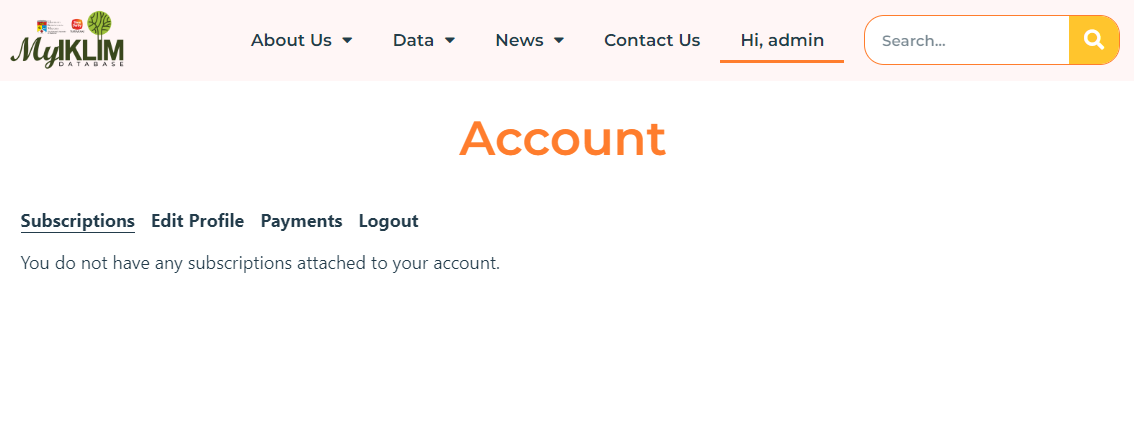 MyIKLIM
DATABASE
About Us
Data
News
Contact Us
Hi, admin
Search...
Account
Subscriptions Edit Profile Payments Logout
You do not have any subscriptions attached to your account.